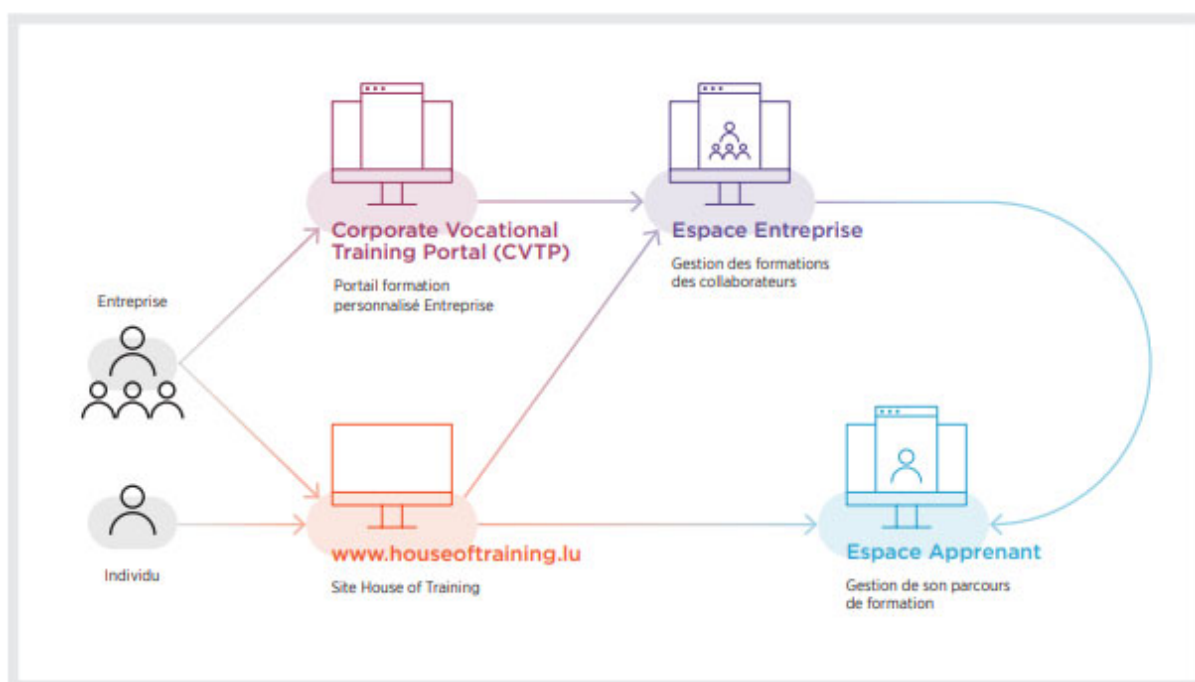 Corporate Vocational
Training Portal (CVTP)
Portail formation
personnalisé Entreprise
Espace Entreprise
Gestion des formations
des collaborateurs
Entreprise
Individu
www.houseoftraining.lu
Site House of Training
Espace Apprenant
Gestion de son parcours
de formation